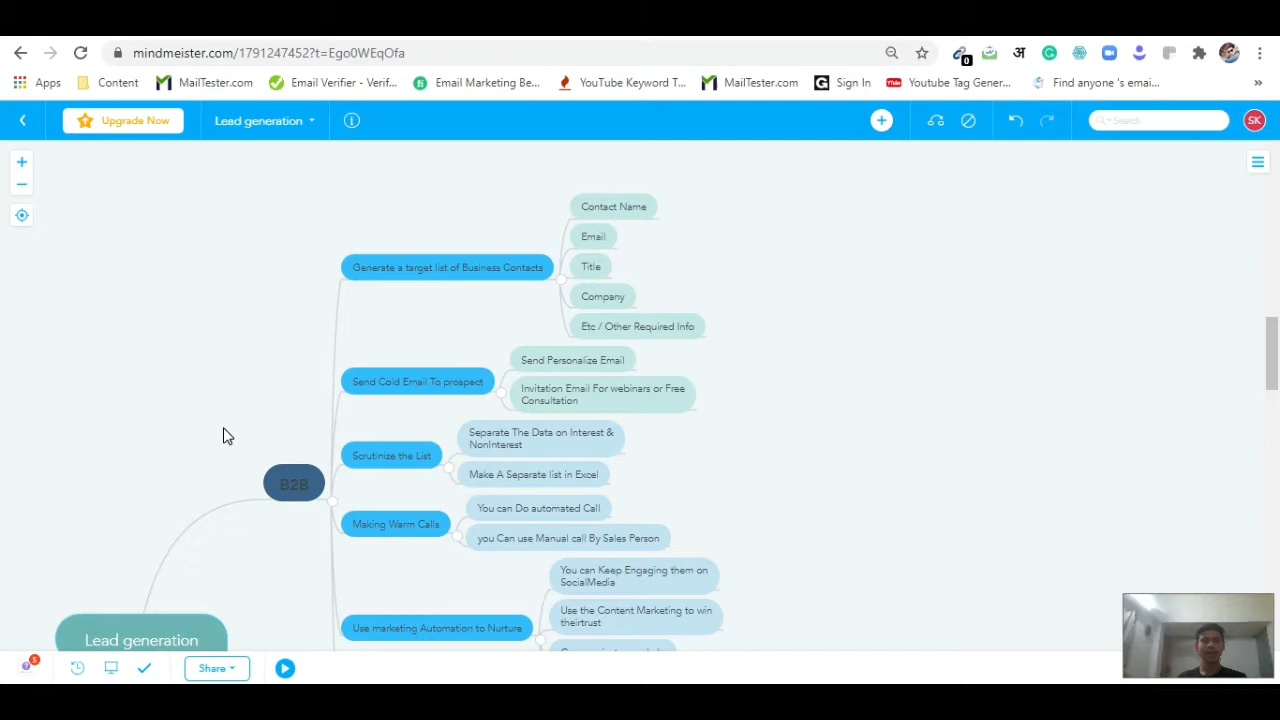 mindmeister.com/1791247452?t=Ego0WEqOfa
0
अ
Apps
Content
MailTester.com
Email Verifier - Verif...
Email Marketing Be...
YouTube Keyword T...
MailTester.com
Sign In
Youtube Tag Gener...
Find anyone 's email...
»
Upgrade Now
Lead generation
Search
SK
Contact Name
Email
Generate a target list of Business Contacts
Title
Company
Etc / Other Required Info
Send Cold Email To prospect
Send Personalize Email
Invitation Email For webinars or Free
Consultation
Scrutinize the List
Separate The Data on Interest &
NonInterest
Make A Separate list in Excel
B2B
Making Warm Calls
You can Do automated Call
you Can use Manual call By Sales Person
You can Keep Engaging them on
SocialMedia
Use marketing Automation to Nurture
Use the Content Marketing to win
theirtrust
Lead generation
5
Share